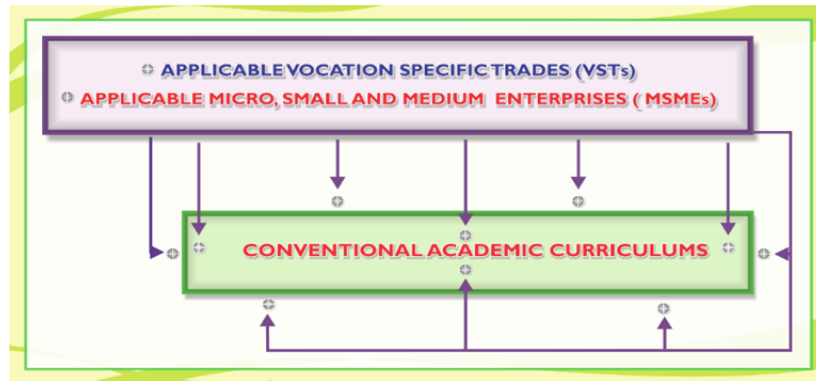 APPLICABLE VOCATION SPECIFIC TRADES (VSTs)
APPLICABLE MICRO, SMALL AND MEDIUM ENTERPRISES ( MSMEs)
CONVENTIONAL ACADEMIC CURRICULUMS